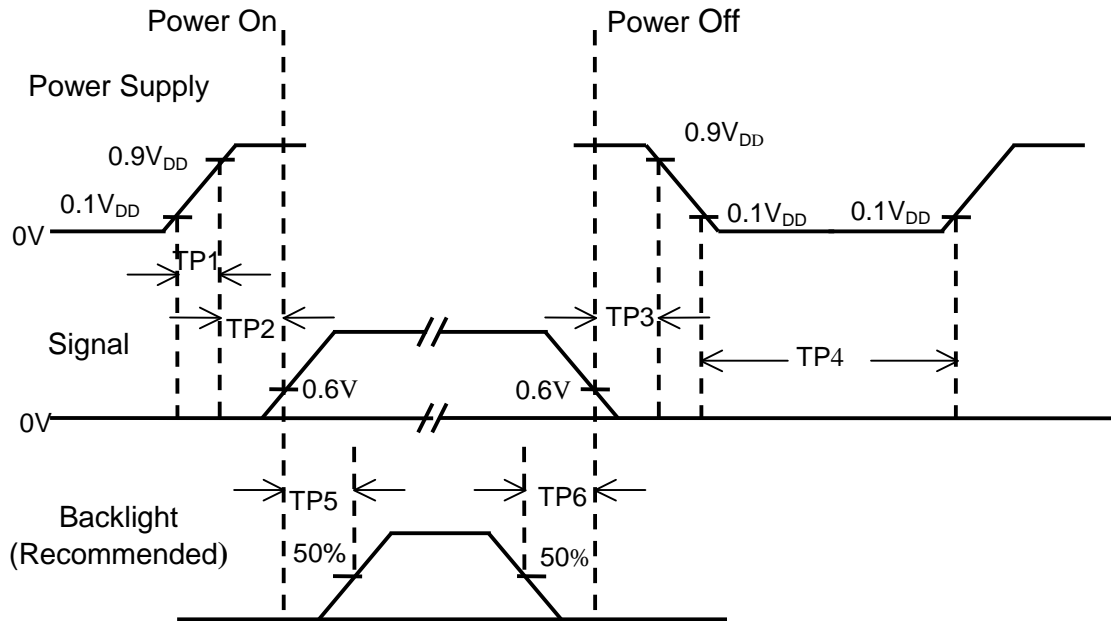 Power On
Power Off
Power Supply
0.9VDD
0.9VDD
0.1VDD
0.1VDD
0.1VDD
0V
TP1
TP2
TP3
TP4
Signal
0.6V
0.6V
0V
TP5
TP6
Backlight
(Recommended)
50%
50%